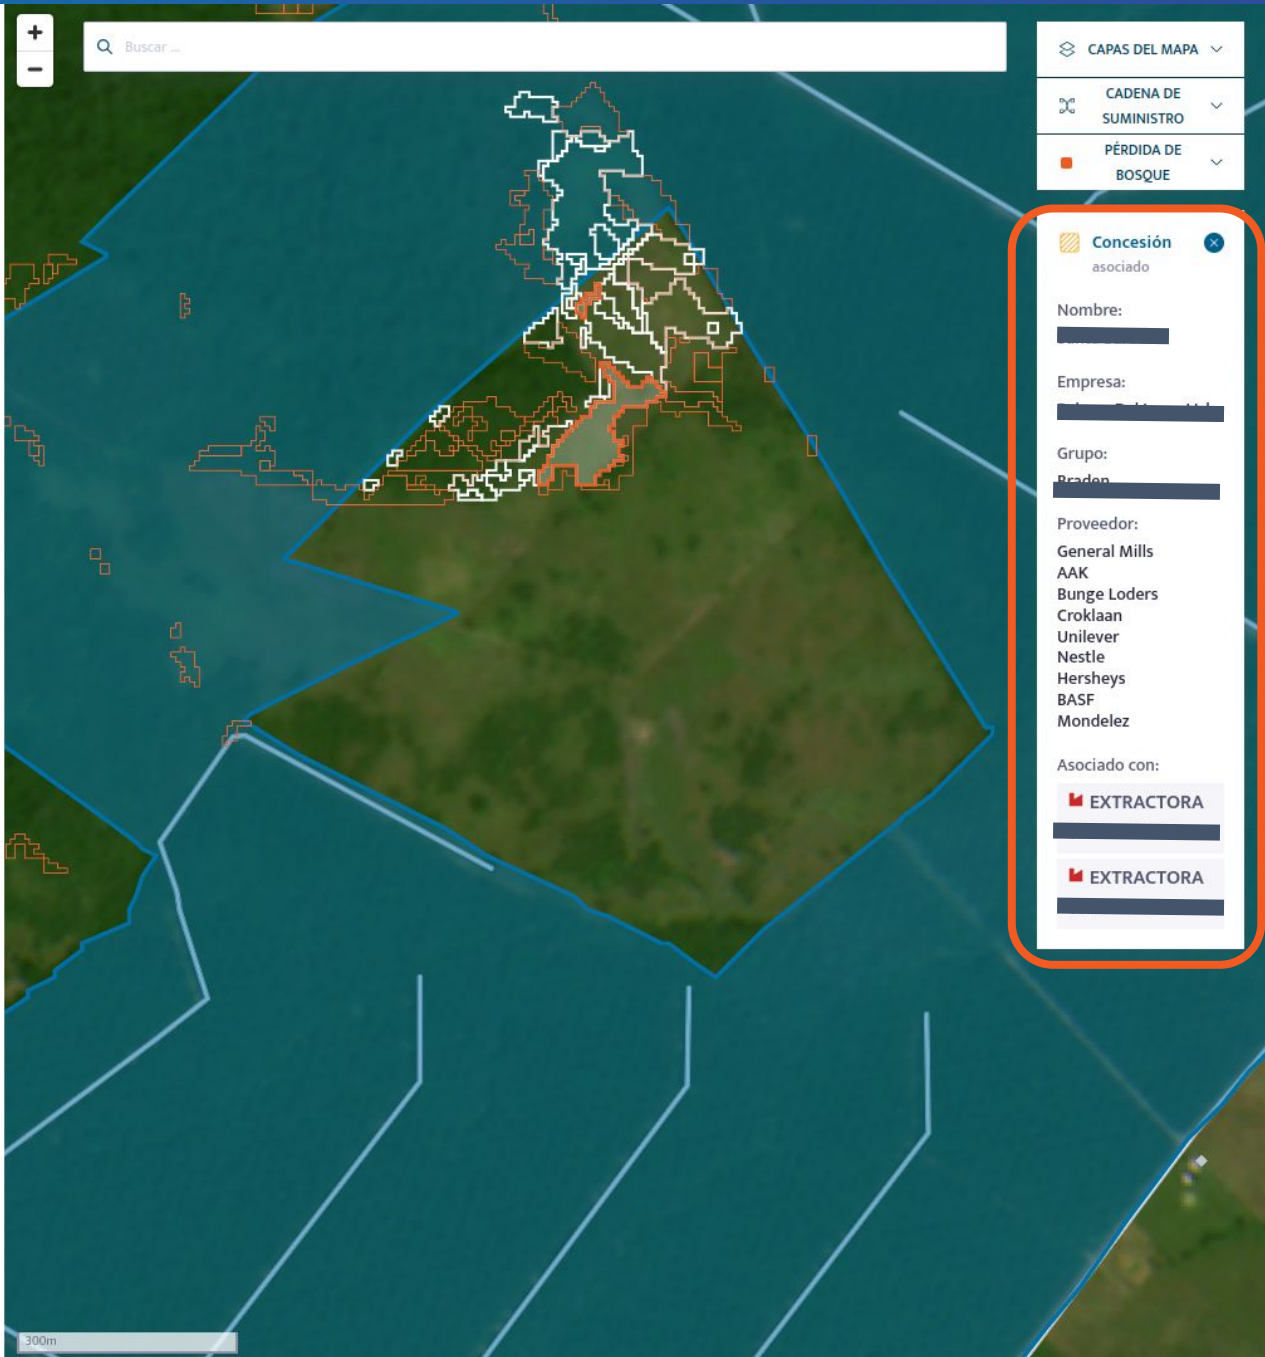 +
Buscar ...
−
CAPAS DEL MAPA
CADENA DE
SUMINISTRO
PÉRDIDA DE
BOSQUE
Concesión
asociado
Nombre:
Empresa:
Grupo:
Braden
Proveedor:
General Mills
AAK
Bunge Loders
Croklaan
Unilever
Nestle
Hersheys
BASF
Mondelez
Asociado con:
EXTRACTORA
EXTRACTORA
300m